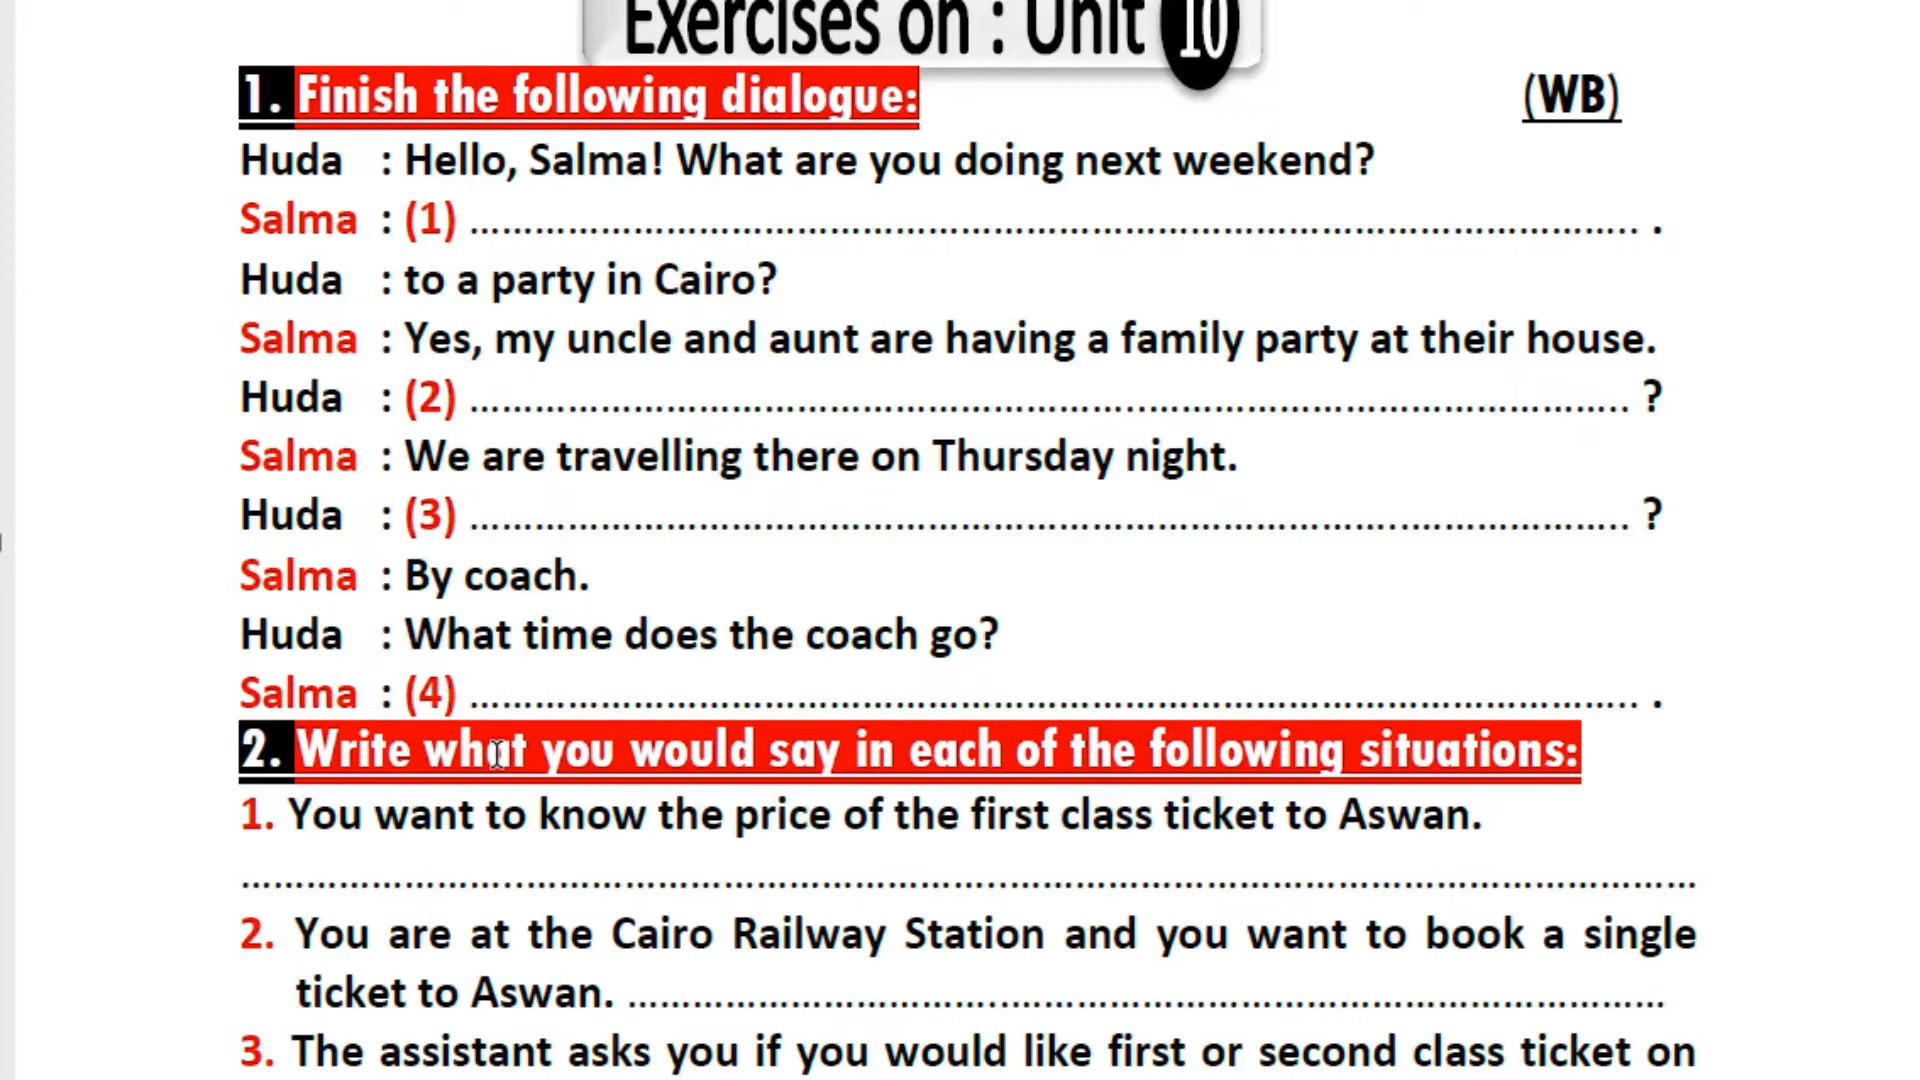 Exercises on : Unit 10
1. Finish the following dialogue: (WB)
Huda : Hello, Salma! What are you doing next weekend?
Salma : (1) ........................................................................ .
Huda : to a party in Cairo?
Salma : Yes, my uncle and aunt are having a family party at their house.
Huda : (2) ........................................................................ ?
Salma : We are travelling there on Thursday night.
Huda : (3) ........................................................................ ?
Salma : By coach.
Huda : What time does the coach go?
Salma : (4) ........................................................................ .
2. Write what you would say in each of the following situations:
1. You want to know the price of the first class ticket to Aswan.
........................................................................
2. You are at the Cairo Railway Station and you want to book a single
ticket to Aswan. ........................................................................
3. The assistant asks you if you would like first or second class ticket on